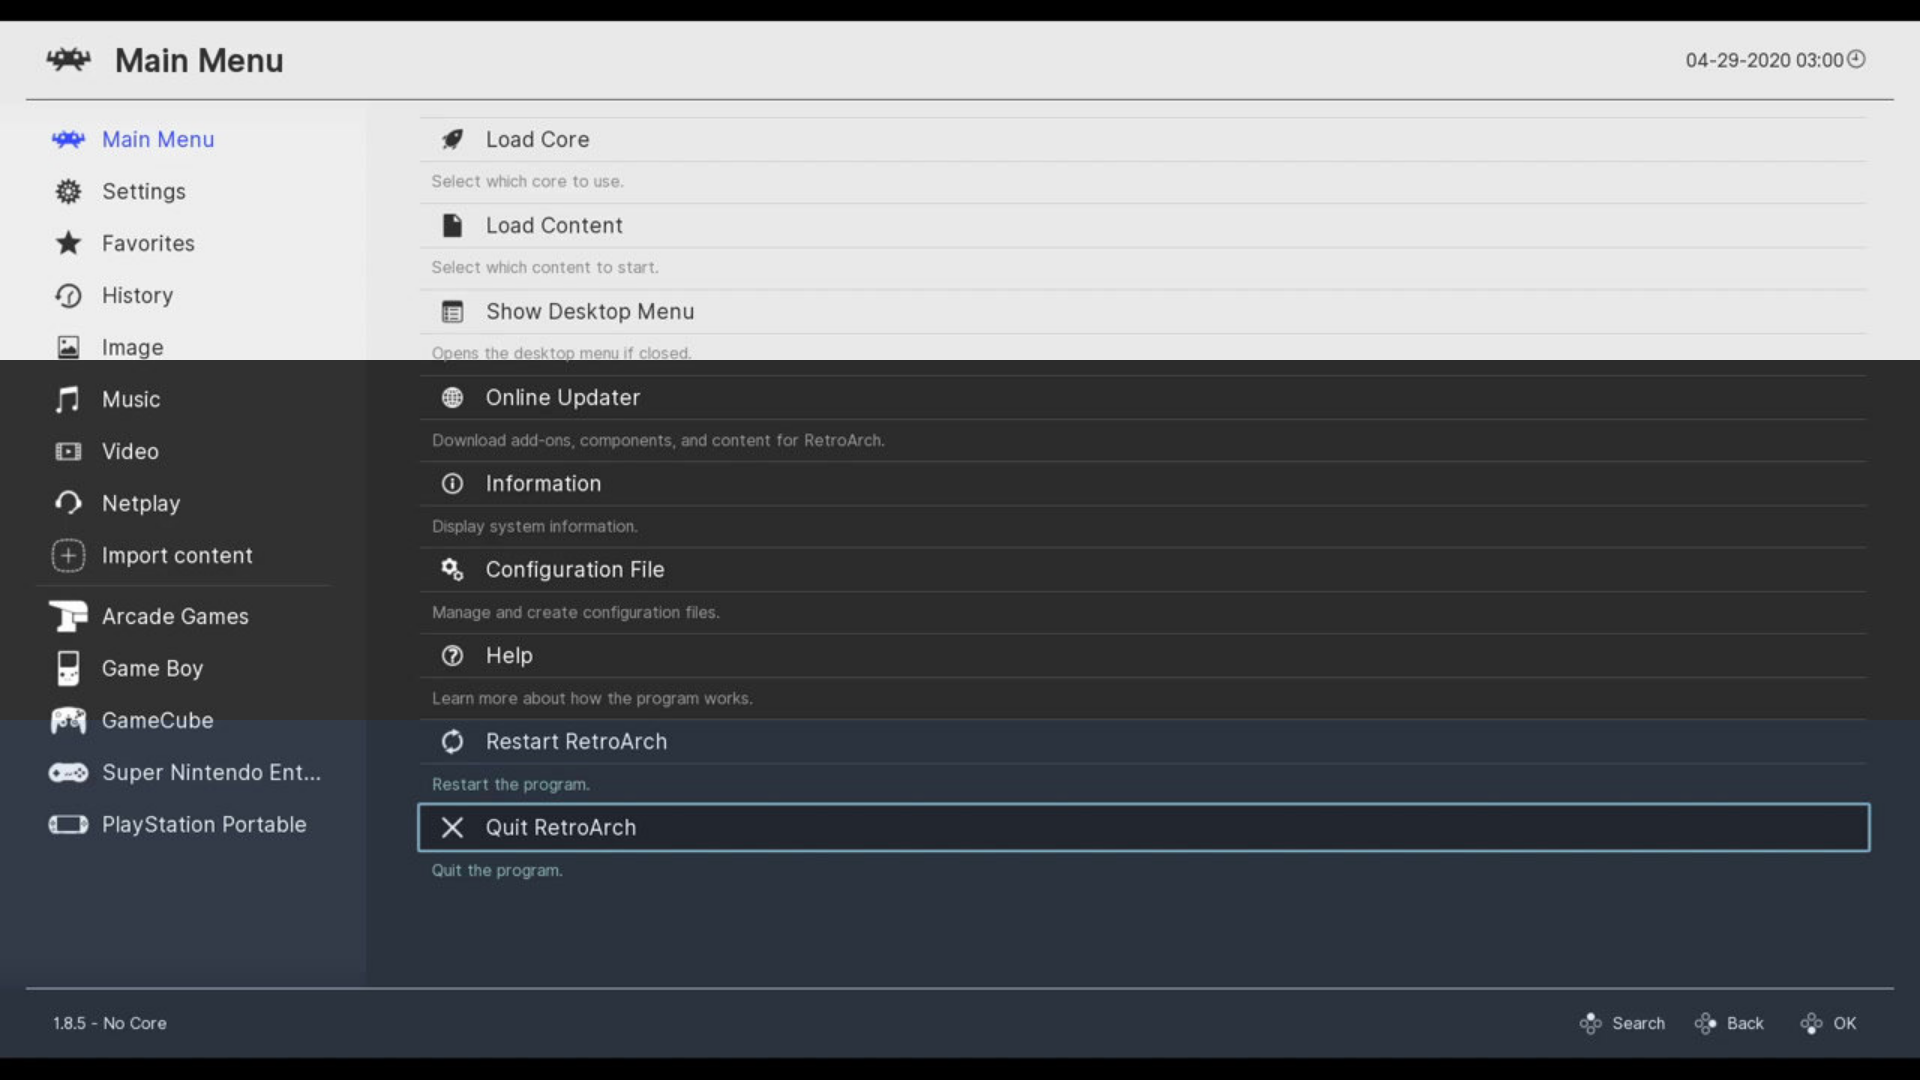 Main Menu
04-29-2020 03:00
Main Menu
Settings
Favorites
History
Image
Music
Video
Netplay
Import content
Arcade Games
Game Boy
GameCube
Super Nintendo Ent...
PlayStation Portable
Load Core
Select which core to use.
Load Content
Select which content to start.
Show Desktop Menu
Opens the desktop menu if closed.
Online Updater
Download add-ons, components, and content for RetroArch.
Information
Display system information.
Configuration File
Manage and create configuration files.
Help
Learn more about how the program works.
Restart RetroArch
Restart the program.
Quit RetroArch
Quit the program.
1.8.5 - No Core
Search
Back
OK